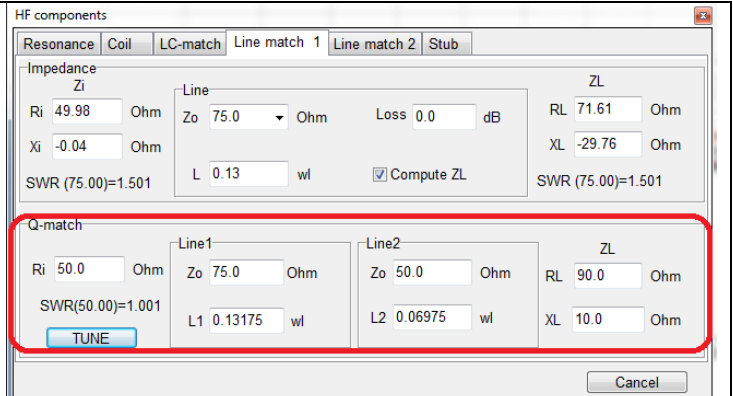 HF components
Resonance Coil LC-match Line match 1 Line match 2 Stub
Impedance
Zi
Ri 49.98 Ohm
Xi -0.04 Ohm
SWR (75.00)=1.501
Line
Zo 75.0 Ohm Loss 0.0 dB
L 0.13 wl Compute ZL
ZL
RL 71.61 Ohm
XL -29.76 Ohm
SWR (75.00)=1.501
Q-match
Ri 50.0 Ohm
SWR(50.00)=1.001
TUNE
Line1
Zo 75.0 Ohm
L1 0.13175 wl
Line2
Zo 50.0 Ohm
L2 0.06975 wl
ZL
RL 90.0 Ohm
XL 10.0 Ohm
Cancel